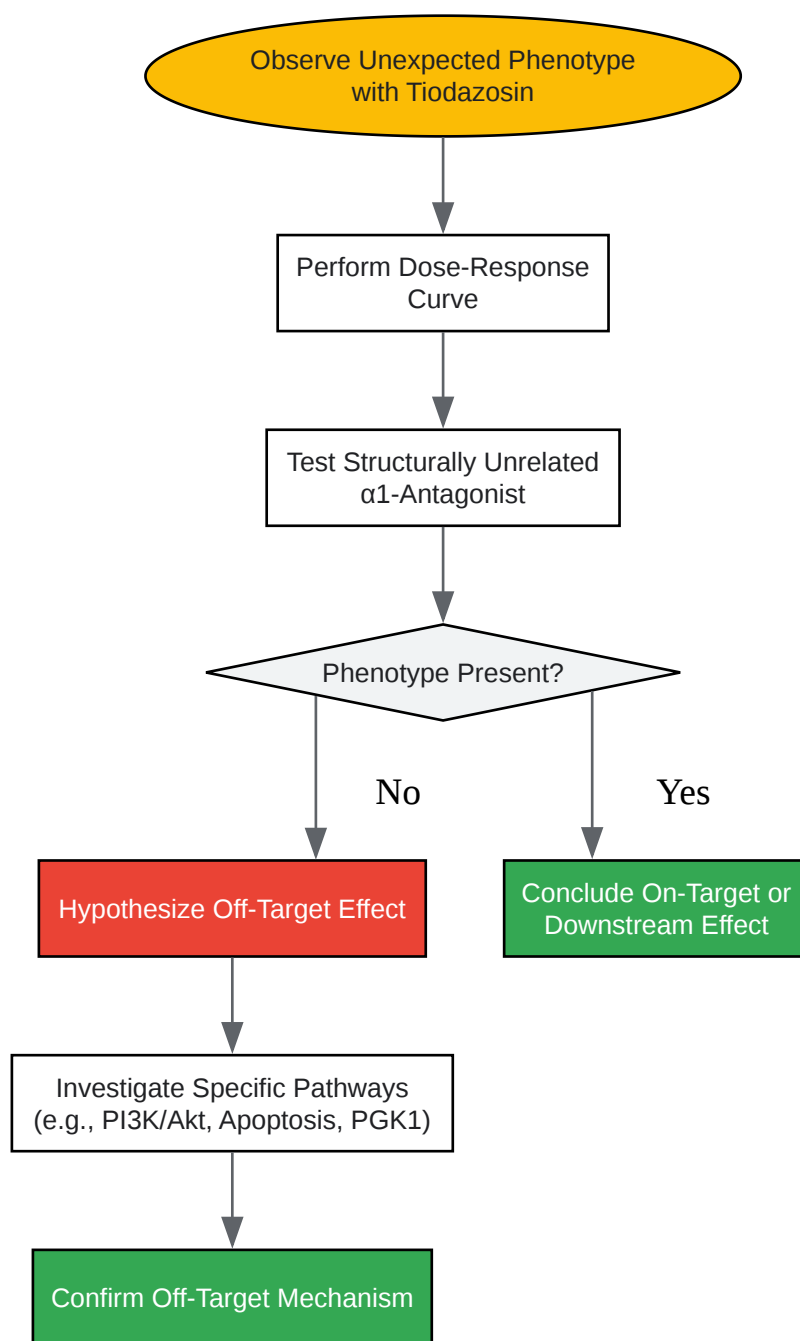 Observe Unexpected Phenotype
with Tiodazosin
Perform Dose-Response
Curve
Test Structurally Unrelated
α1-Antagonist
Phenotype Present?
No
Yes
Hypothesize Off-Target Effect
Conclude On-Target or
Downstream Effect
Investigate Specific Pathways
(e.g., PI3K/Akt, Apoptosis, PGK1)
Confirm Off-Target Mechanism